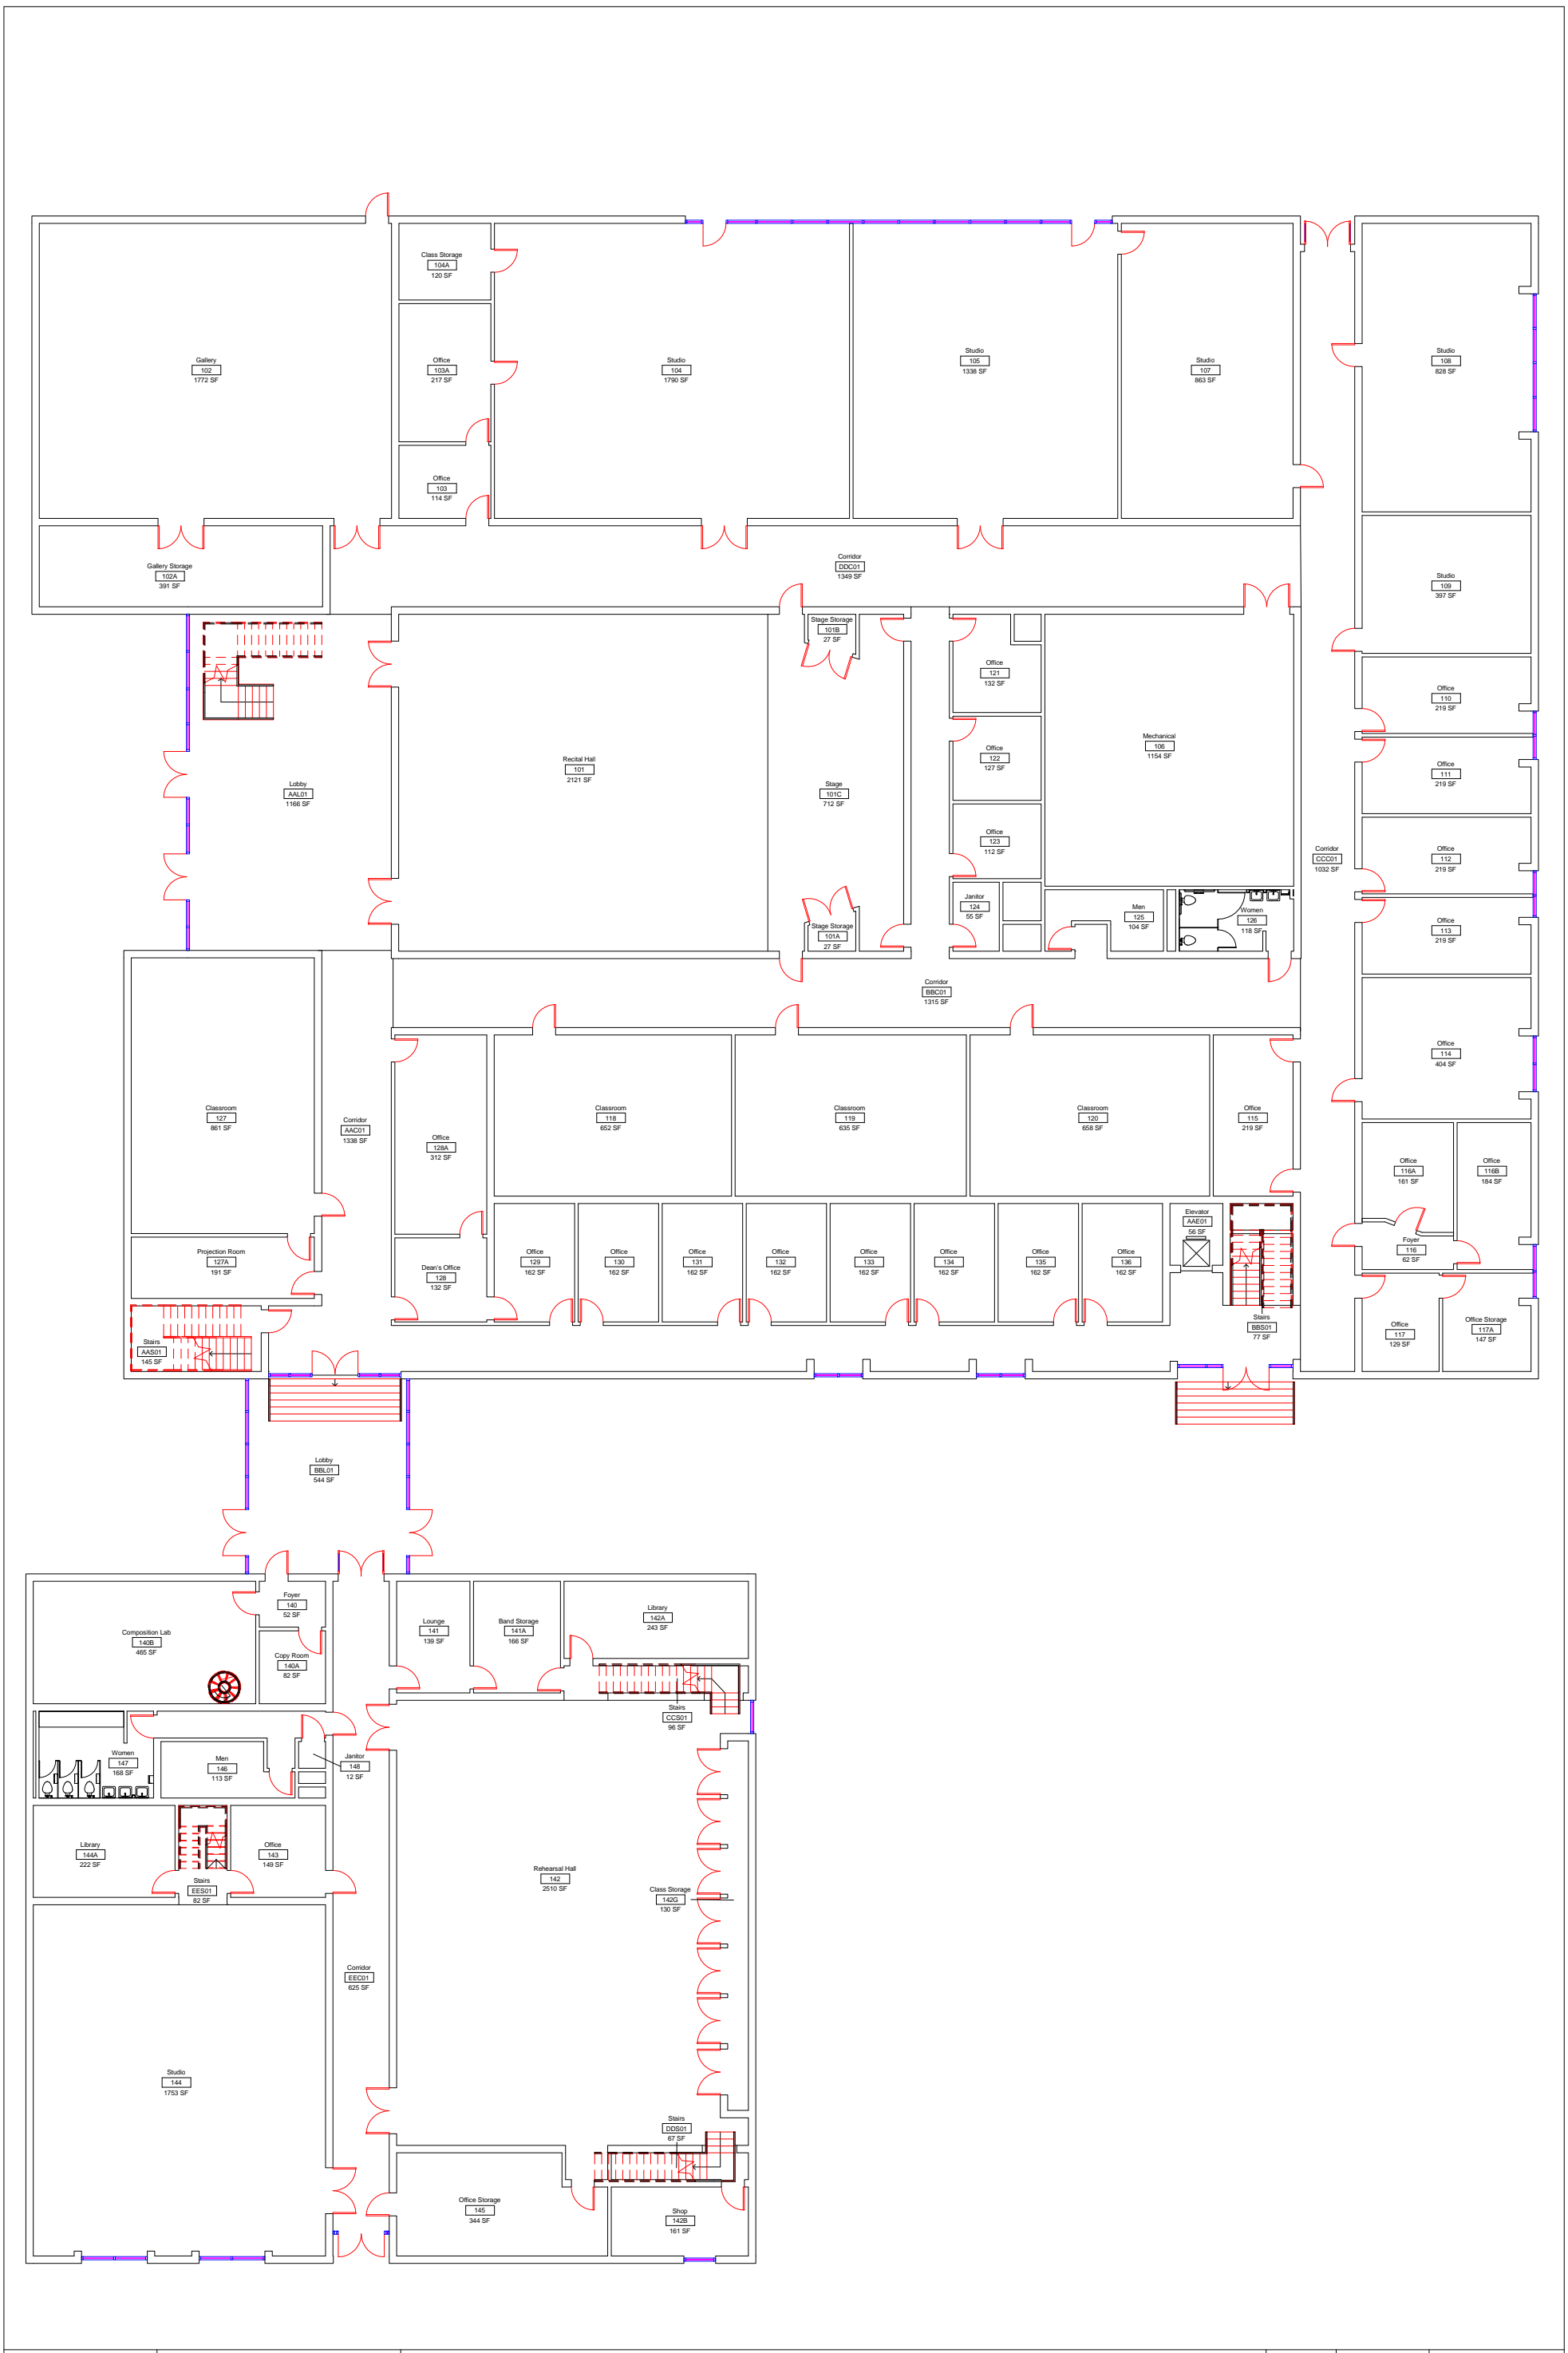 Class Storage
104A
120 SF
Gallery
102
1772 SF
Office
103A
217 SF
Studio
104
1790 SF
Studio
105
1338 SF
Studio
107
863 SF
Studio
108
828 SF
Office
103
114 SF
Gallery Storage
102A
391 SF
Corridor
DDC01
1349 SF
Studio
109
397 SF
Stage Storage
101B
27 SF
Office
121
132 SF
Office
110
219 SF
Lobby
AAL01
1166 SF
Recital Hall
101
2121 SF
Stage
101C
712 SF
Office
122
127 SF
Mechanical
106
1154 SF
Office
111
219 SF
Office
123
112 SF
Corridor
CCC01
1032 SF
Office
112
219 SF
Stage Storage
101A
27 SF
Janitor
124
55 SF
Men
125
104 SF
Women
126
118 SF
Office
113
219 SF
Corridor
BBC01
1315 SF
Office
114
404 SF
Classroom
127
861 SF
Corridor
AAC01
1338 SF
Office
128A
312 SF
Classroom
118
652 SF
Classroom
119
635 SF
Classroom
120
658 SF
Office
115
219 SF
Office
116A
161 SF
Office
116B
184 SF
Projection Room
127A
191 SF
Dean's Office
128
132 SF
Office
129
162 SF
Office
130
162 SF
Office
131
162 SF
Office
132
162 SF
Office
133
162 SF
Office
134
162 SF
Office
135
162 SF
Office
136
162 SF
Elevator
AAE01
56 SF
Foyer
116
62 SF
Stairs
AAS01
145 SF
Stairs
BBS01
77 SF
Office
117
129 SF
Office Storage
117A
147 SF
Lobby
BBL01
544 SF
Foyer
140
52 SF
Composition Lab
140B
465 SF
Copy Room
140A
82 SF
Lounge
141
139 SF
Band Storage
141A
166 SF
Library
142A
243 SF
Stairs
CCS01
96 SF
Women
147
168 SF
Men
146
113 SF
Janitor
148
12 SF
Library
144A
222 SF
Stairs
EES01
82 SF
Office
143
149 SF
Rehearsal Hall
142
2510 SF
Class Storage
142G
130 SF
Corridor
EEC01
625 SF
Studio
144
1753 SF
Stairs
DDS01
67 SF
Office Storage
145
344 SF
Shop
142B
161 SF